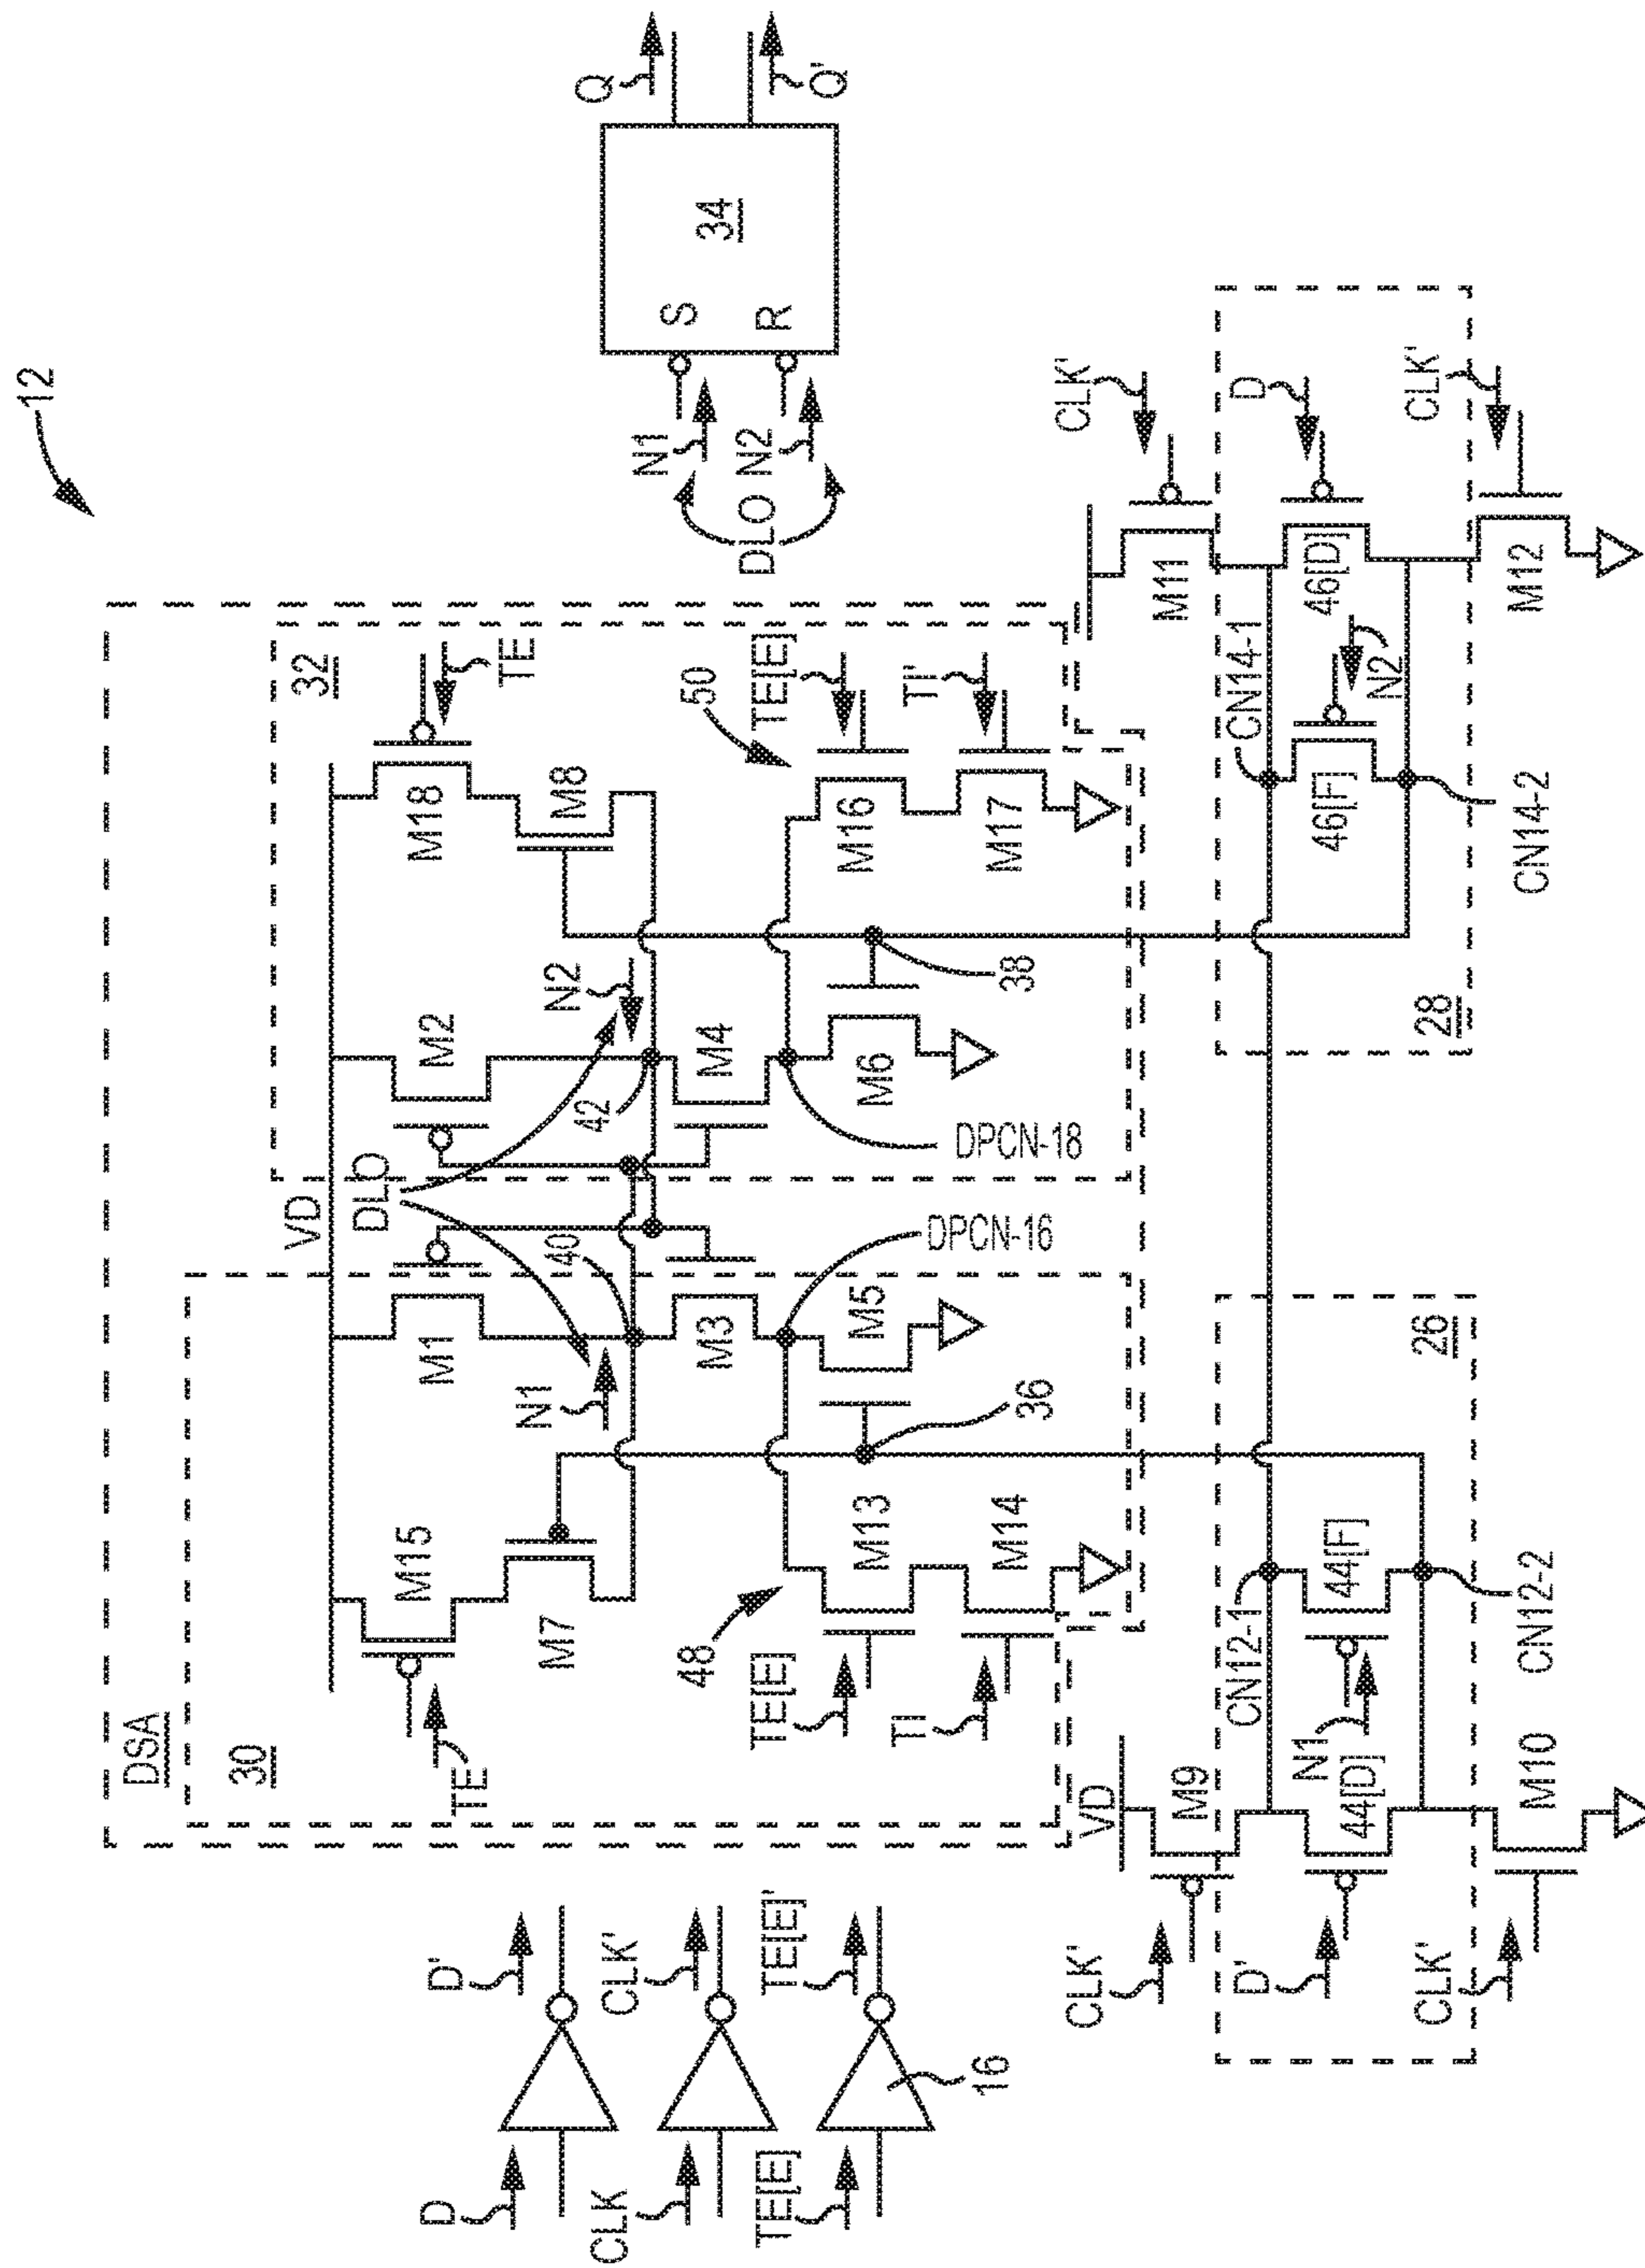 12
DSA
30
VD
32
M15
TE
M7
M1
N1
DLO
40
M3
M2
N2
42
M4
M18
TE
M8
48
TE[E]
TI
M13
M14
M5
36
DPCN-16
M6
38
DPCN-18
50
TE[E]
TI'
M16
M17
D
D'
CLK
CLK'
TE[E]
TE[E]'
16
N1
DLO
N2
S
R
34
Q
Q'
VD
CLK'
M9
D'
44[D]
N1
44[F]
CN12-1
CN12-2
CLK'
M10
26
CLK'
M11
CN14-1
D
46[D]
46[F]
N2
CN14-2
CLK'
M12
28